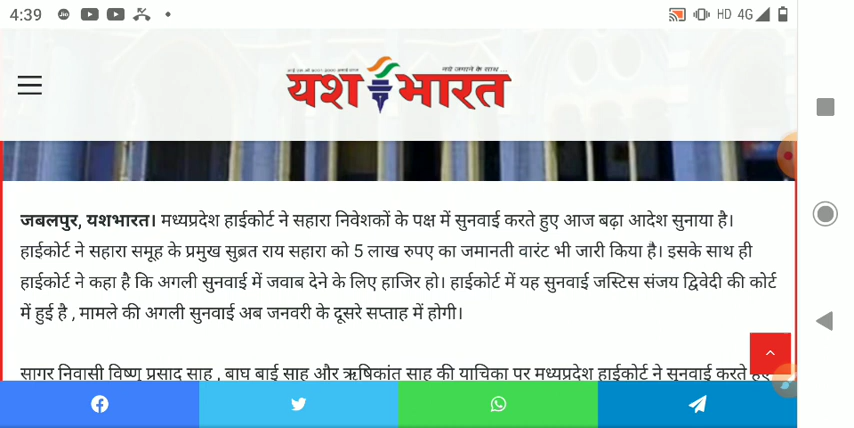 4:39 HD 4G
यश भारत
जबलपुर, यशभारत। मध्यप्रदेश हाईकोर्ट ने सहारा निवेशकों के पक्ष में सुनवाई करते हुए आज बढ़ा आदेश सुनाया है।
हाईकोर्ट ने सहारा समूह के प्रमुख सुब्रत राय सहारा को 5 लाख रुपए का जमानती वारंट भी जारी किया है। इसके साथ ही
हाईकोर्ट ने कहा है कि अगली सुनवाई में जवाब देने के लिए हाजिर हो। हाईकोर्ट में यह सुनवाई जस्टिस संजय द्विवेदी की कोर्ट
में हुई है , मामले की अगली सुनवाई अब जनवरी के दूसरे सप्ताह में होगी।
सागर निवासी विष्णु प्रसाद साहू , बाघ बाई साहू और ऋषिकांत साहू की याचिका पर मध्यप्रदेश हाईकोर्ट ने सुनवाई करते हुए